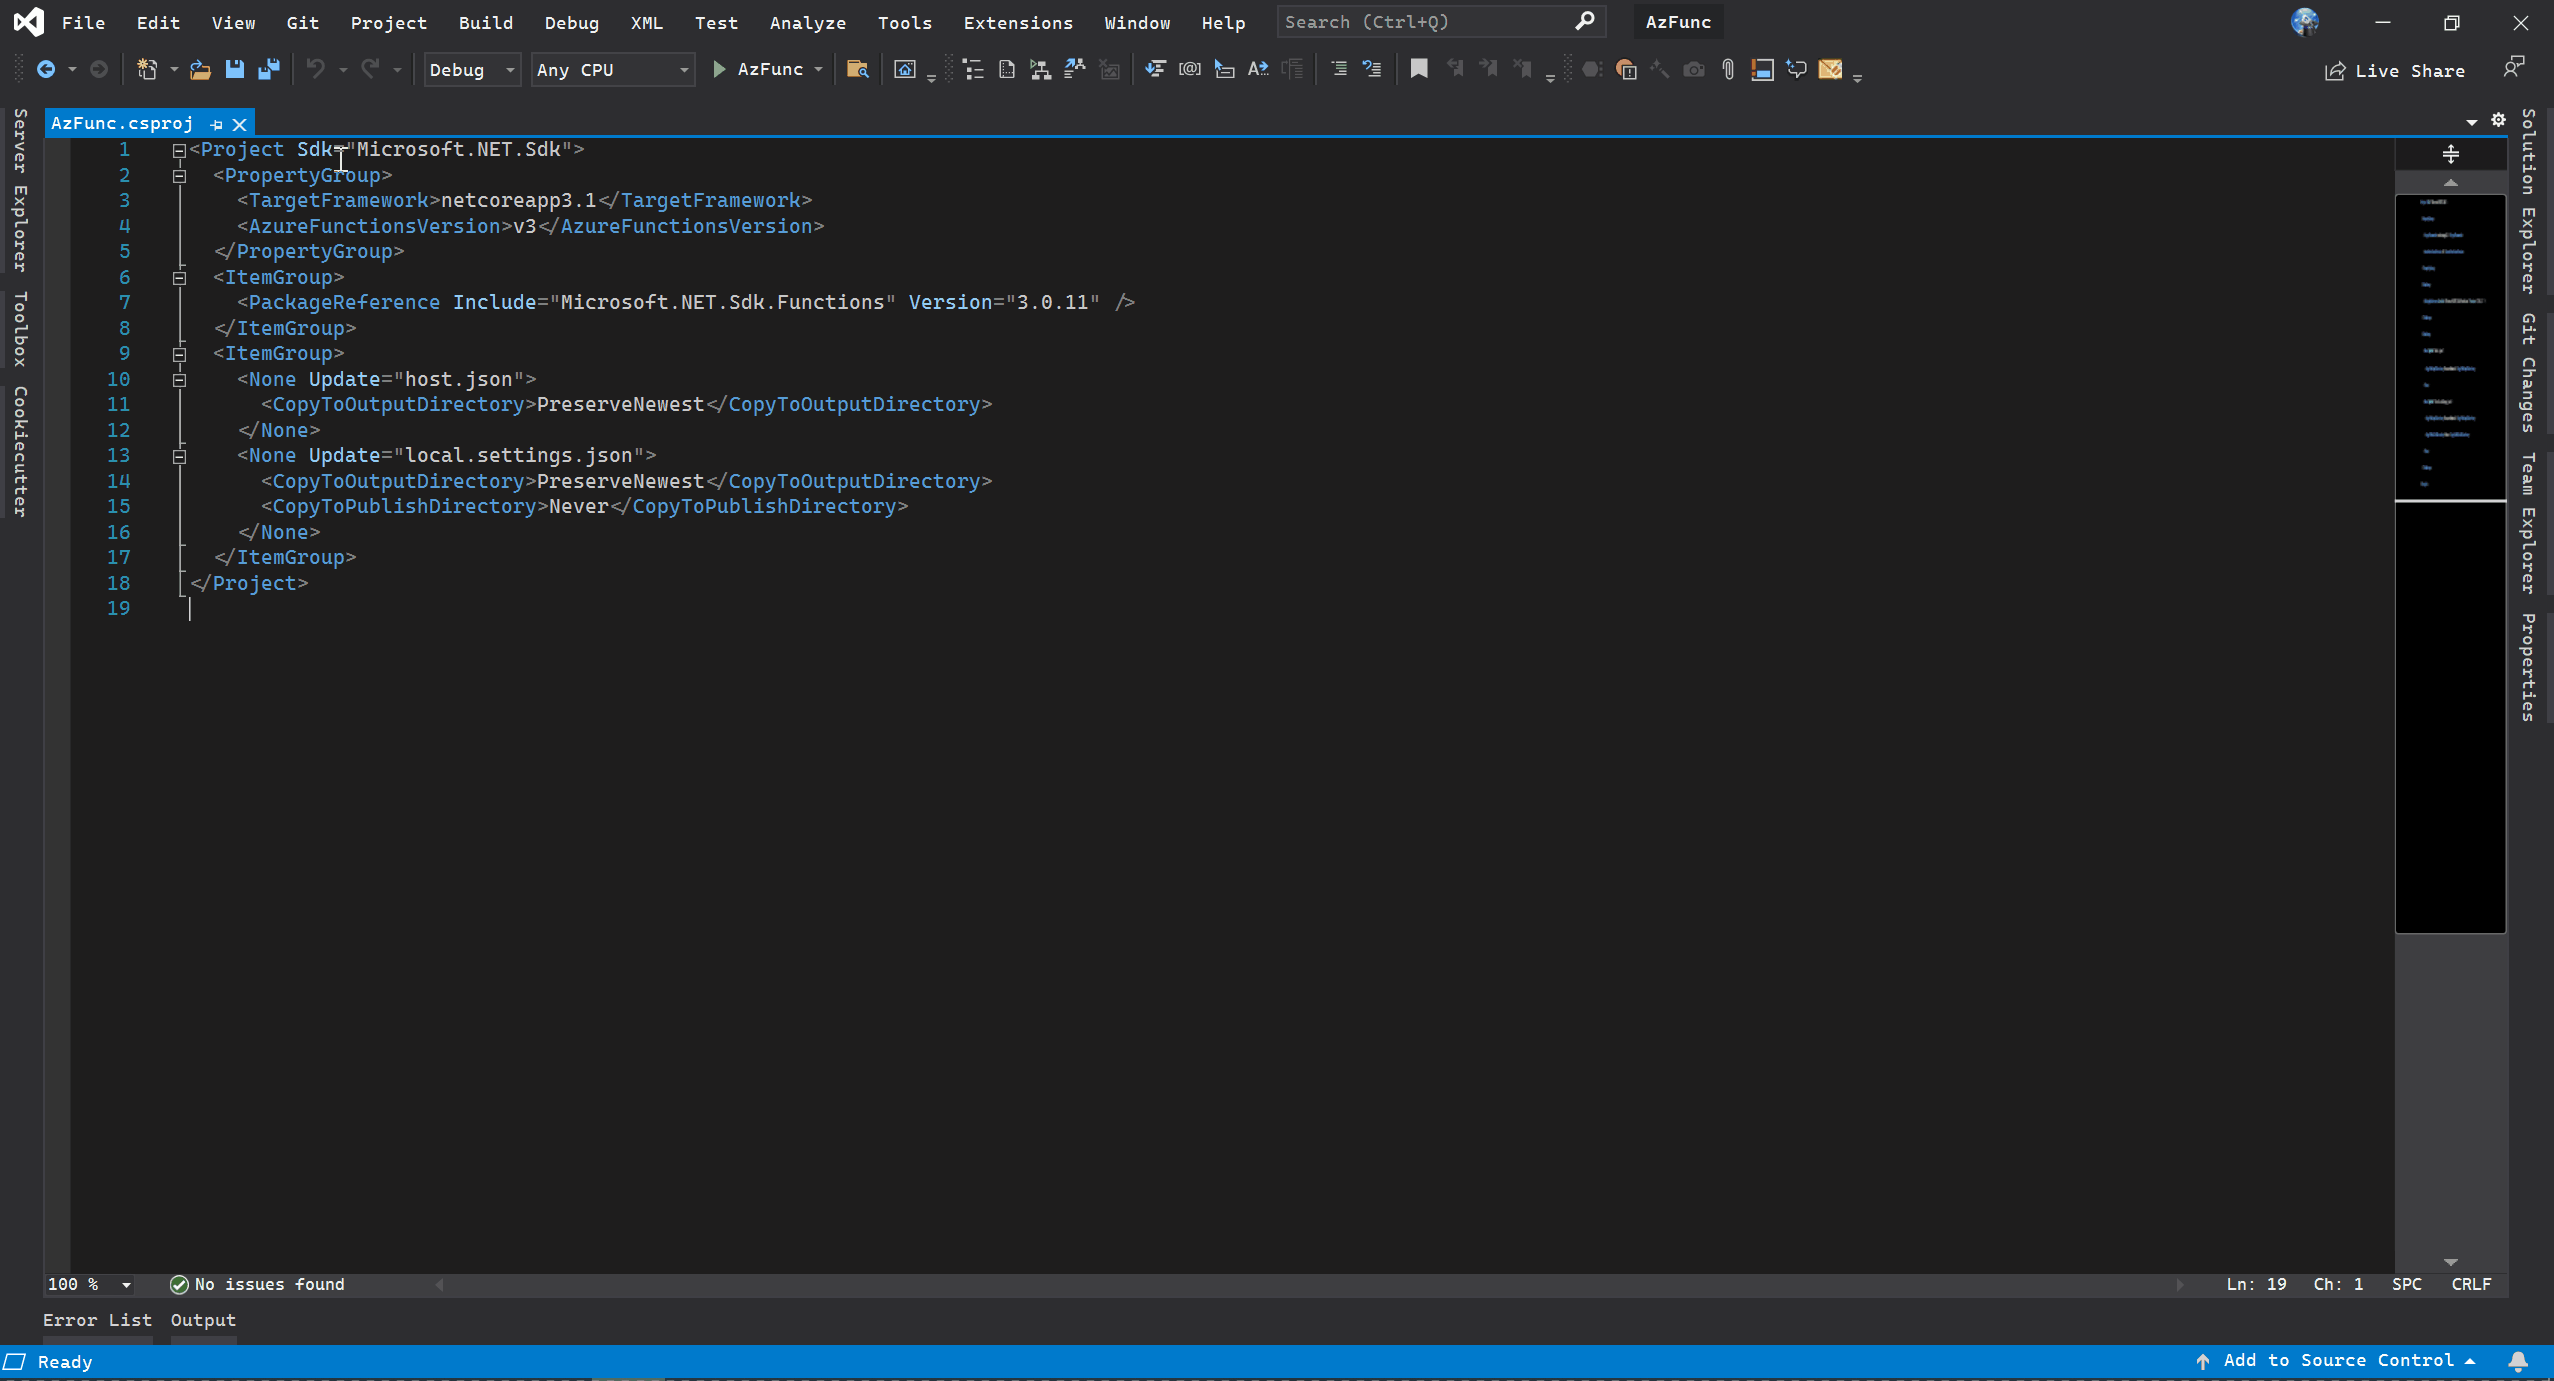 File Edit View Git Project Build Debug XML Test Analyze Tools Extensions Window Help Search (Ctrl+Q) AzFunc
Debug Any CPU AzFunc Live Share
AzFunc.csproj
Server Explorer
Toolbox
Cookiecutter
1 <Project Sdk="Microsoft.NET.Sdk">
2 <PropertyGroup>
3 <TargetFramework>netcoreapp3.1</TargetFramework>
4 <AzureFunctionsVersion>v3</AzureFunctionsVersion>
5 </PropertyGroup>
6 <ItemGroup>
7 <PackageReference Include="Microsoft.NET.Sdk.Functions" Version="3.0.11" />
8 </ItemGroup>
9 <ItemGroup>
10 <None Update="host.json">
11 <CopyToOutputDirectory>PreserveNewest</CopyToOutputDirectory>
12 </None>
13 <None Update="local.settings.json">
14 <CopyToOutputDirectory>PreserveNewest</CopyToOutputDirectory>
15 <CopyToPublishDirectory>Never</CopyToPublishDirectory>
16 </None>
17 </ItemGroup>
18 </Project>
19
Solution Explorer
Git Changes
Team Explorer
Properties
100 % No issues found Ln: 19 Ch: 1 SPC CRLF
Error List Output
Ready Add to Source Control